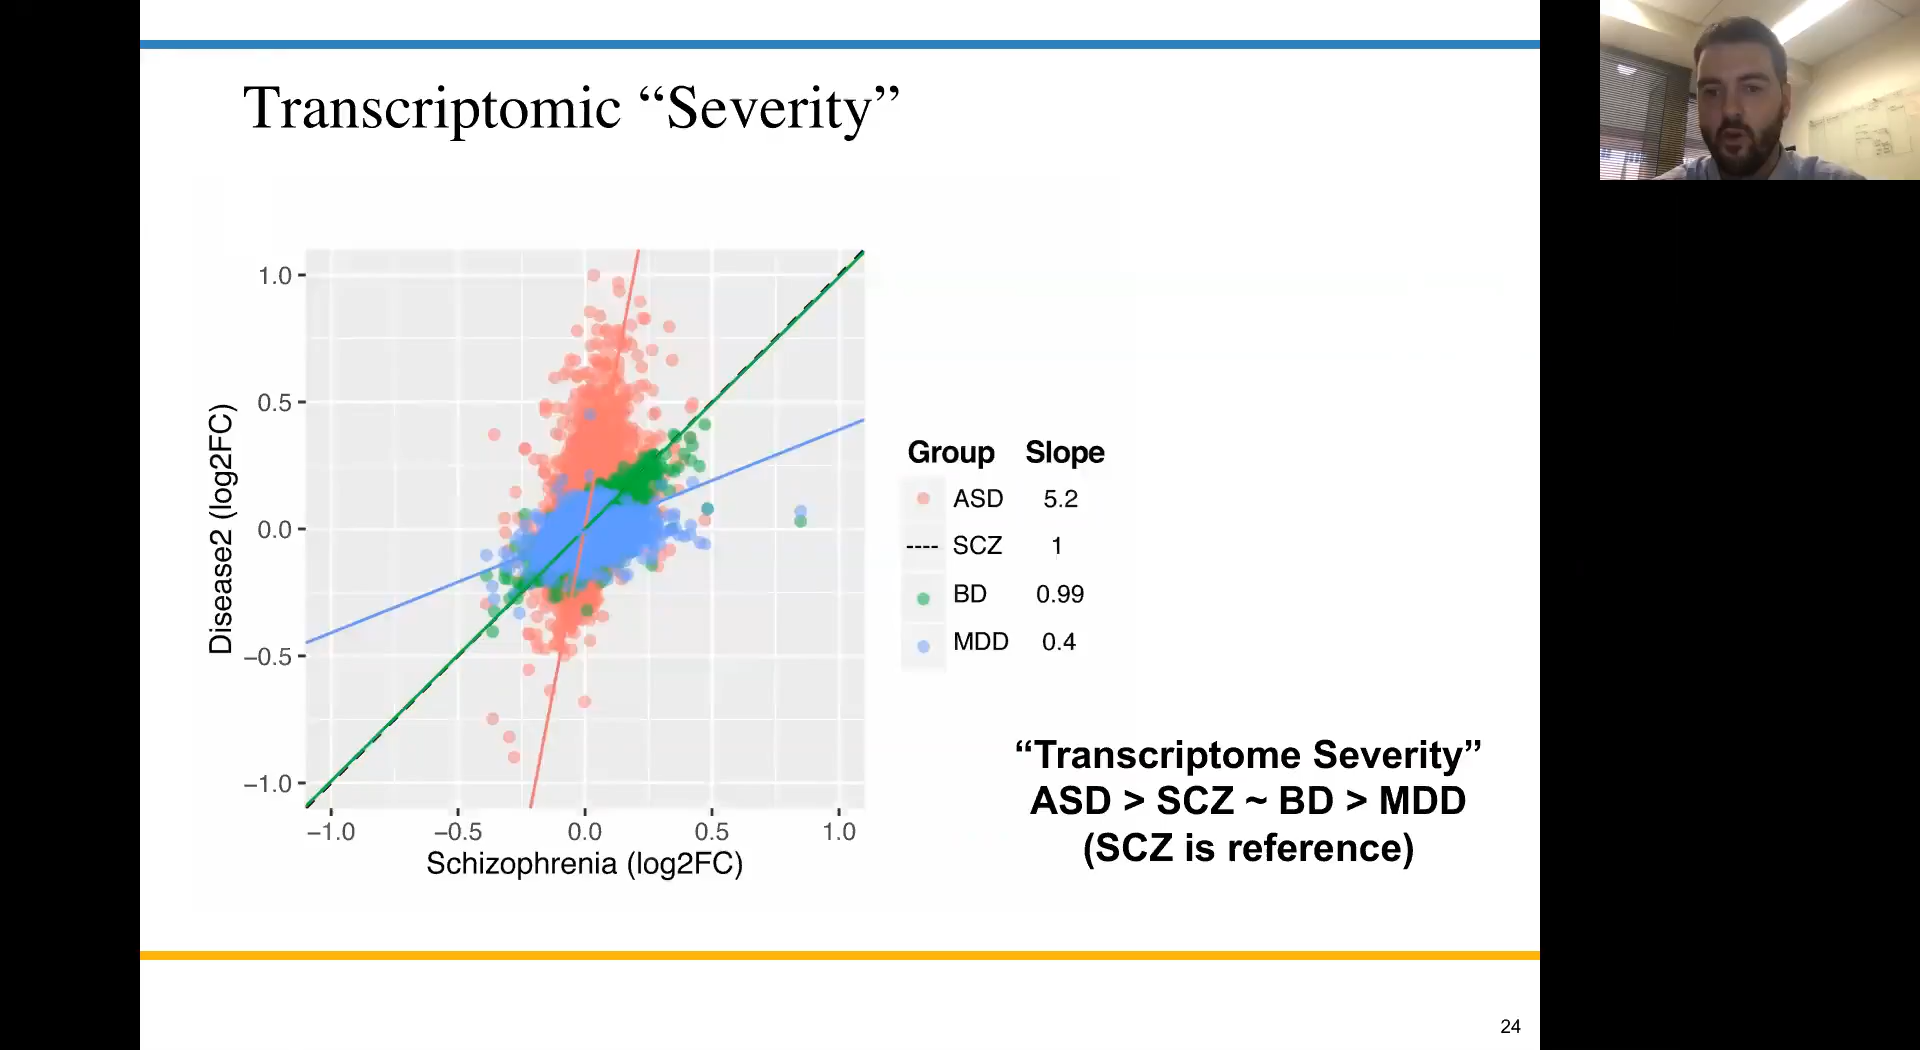 Transcriptomic “Severity”
1.0
0.5
0.0
−0.5
−1.0
Disease2 (log2FC)
−1.0 −0.5 0.0 0.5 1.0
Schizophrenia (log2FC)
Group Slope
ASD 5.2
SCZ 1
BD 0.99
MDD 0.4
“Transcriptome Severity”
ASD > SCZ ~ BD > MDD
(SCZ is reference)
24